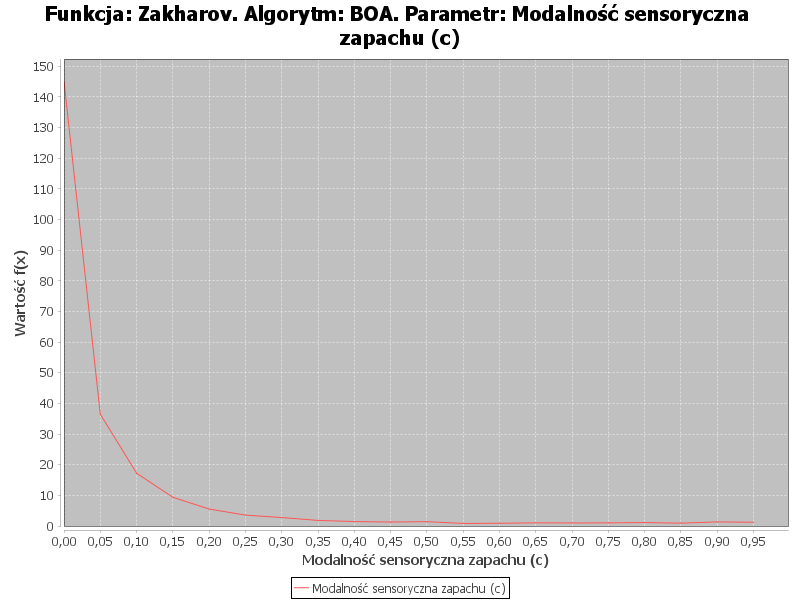 Funkcja: Zakharov. Algorytm: BOA. Parametr: Modalność sensoryczna
zapachu (c)
150
140
130
120
110
100
90
80
70
60
50
40
30
20
10
0
Wartość f(x)
0,00 0,05 0,10 0,15 0,20 0,25 0,30 0,35 0,40 0,45 0,50 0,55 0,60 0,65 0,70 0,75 0,80 0,85 0,90 0,95
Modalność sensoryczna zapachu (c)
Modalność sensoryczna zapachu (c)